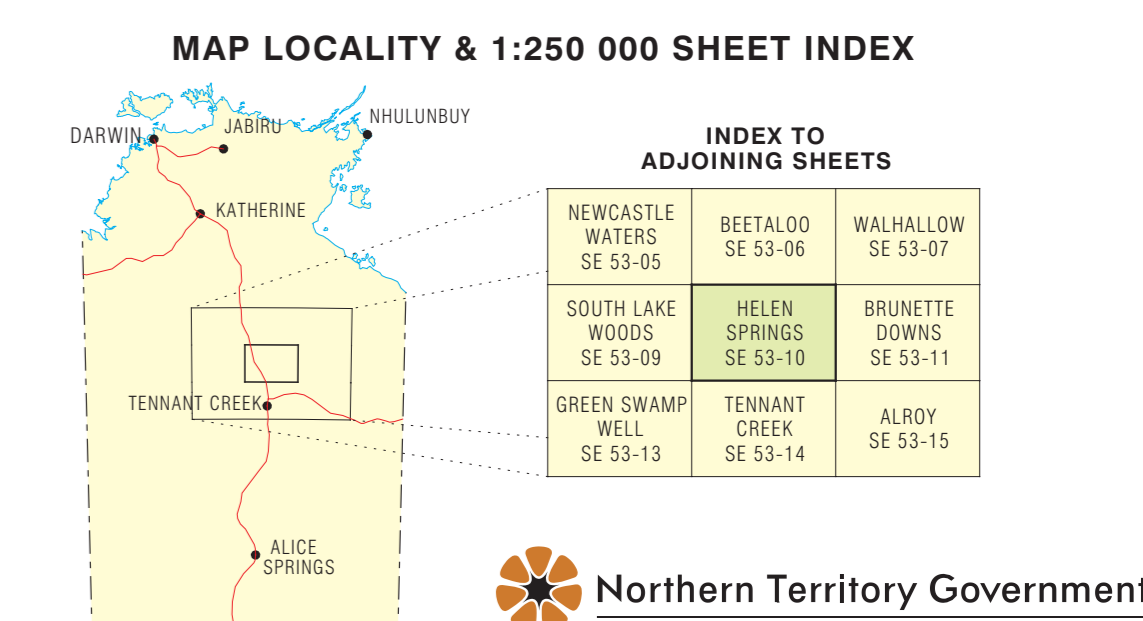 MAP LOCALITY & 1:250 000 SHEET INDEX
DARWIN
JABIRU
NHULUNBUY
KATHERINE
TENNANT CREEK
ALICE
SPRINGS
INDEX TO
ADJOINING SHEETS
NEWCASTLE
WATERS
SE 53-05
BEETALOO
SE 53-06
WALHALLOW
SE 53-07
SOUTH LAKE
WOODS
SE 53-09
HELEN
SPRINGS
SE 53-10
BRUNETTE
DOWNS
SE 53-11
GREEN SWAMP
WELL
SE 53-13
TENNANT
CREEK
SE 53-14
ALROY
SE 53-15
Northern Territory Government